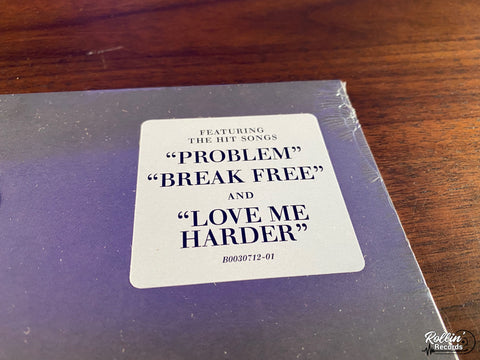 FEATURING
THE HIT SONGS
“PROBLEM”
“BREAK FREE”
AND
“LOVE ME
HARDER”
B0030712-01
Rollin'
Records